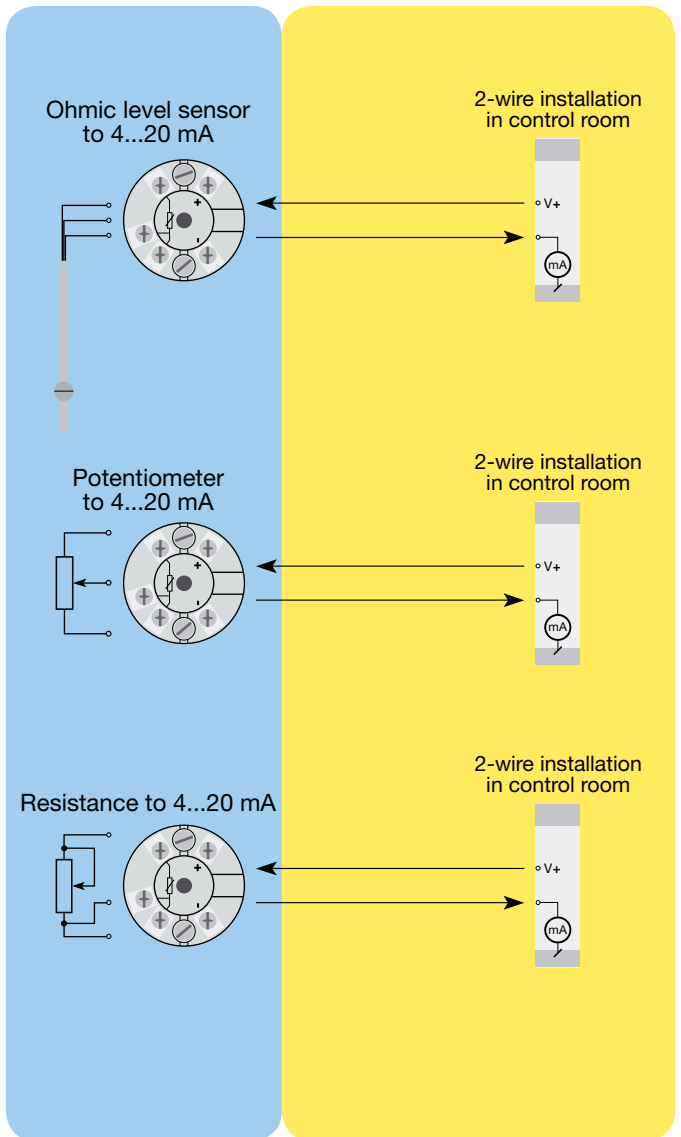 Ohmic level sensor
to 4...20 mA
2-wire installation
in control room
+
-
V+
mA
Potentiometer
to 4...20 mA
2-wire installation
in control room
+
-
V+
mA
Resistance to 4...20 mA
2-wire installation
in control room
+
-
V+
mA